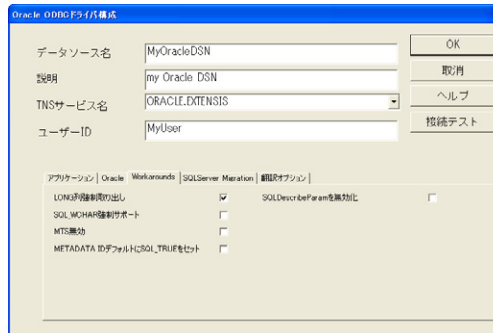 Oracle ODBCドライバ構成
データソース名
MyOracleDSN
OK
説明
my Oracle DSN
取消
TNSサービス名
ORACLE.EXTENSIS
ヘルプ
ユーザーID
MyUser
接続テスト
アプリケーション Oracle Workarounds SQLServer Migration 翻訳オプション
LONG列強制取り出し
SQLDescribeParamを無効化
SQL_WCHAR強制サポート
MTS無効
METADATA IDデフォルトにSQL_TRUEをセット